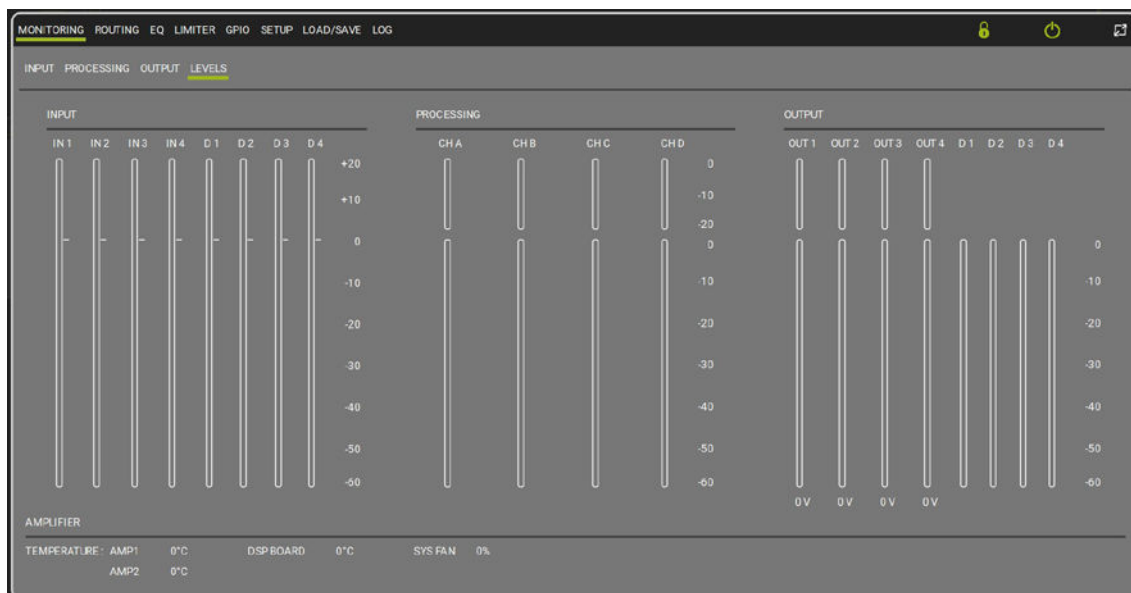 MONITORING ROUTING EQ LIMITER GPIO SETUP LOAD/SAVE LOG
INPUT PROCESSING OUTPUT LEVELS
INPUT PROCESSING OUTPUT
IN 1 IN 2 IN 3 IN 4 D 1 D 2 D 3 D 4 CH A CH B CH C CH D OUT 1 OUT 2 OUT 3 OUT 4 D 1 D 2 D 3 D 4
+20 0
+10 -10
-20
0 0 0
-10 -10 -10
-20 -20 -20
-30 -30 -30
-40 -40 -40
-50 -50 -50
-60 -60 -60
0 V 0 V 0 V 0 V
AMPLIFIER
TEMPERATURE: AMP1 0°C DSP BOARD 0°C SYS FAN 0%
AMP2 0°C